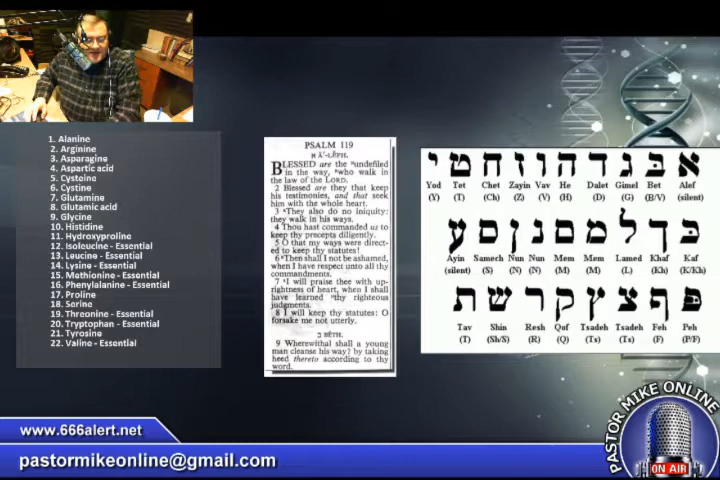 1. Alanine
2. Arginine
3. Asparagine
4. Aspartic acid
5. Cysteine
6. Cystine
7. Glutamine
8. Glutamic acid
9. Glycine
10. Histidine
11. Hydroxyproline
12. Isoleucine - Essential
13. Leucine - Essential
14. Lysine - Essential
15. Methionine - Essential
16. Phenylalanine - Essential
17. Proline
18. Serine
19. Threonine - Essential
20. Tryptophan - Essential
21. Tyrosine
22. Valine - Essential
PSALM 119
א A´-LĔPH.
BLESSED are the undefiled
in the way, who walk in
the law of the LORD.
2 Blessed are they that keep
his testimonies, and that seek
him with the whole heart.
3 They also do no iniquity:
they walk in his ways.
4 Thou hast commanded us to
keep thy precepts diligently.
5 O that my ways were direct-
ed to keep thy statutes!
6 Then shall I not be ashamed,
when I have respect unto all thy
commandments.
7 I will praise thee with up-
rightness of heart, when I shall
have learned thy righteous
judgments.
8 I will keep thy statutes: O
forsake me not utterly.
ב BĒTH.
9 Wherewithal shall a young
man cleanse his way? by taking
heed thereto according to thy
word.
א בּ ג ד ה ו ז ח ט י
Yod Tet Chet Zayin Vav He Dalet Gimel Bet Alef
(Y) (T) (Ch) (Z) (V) (H) (D) (G) (B/V) (silent)
כּ ך ל מ ם נ ן ס ע
Ayin Samech Nun Nun Mem Mem Lamed Khaf Kaf
(silent) (S) (N) (N) (M) (M) (L) (Kh) (K/Kh)
פּ ף צ ץ ק ר ש ת
Tav Shin Resh Qof Tsadeh Tsadeh Feh Peh
(T) (Sh/S) (R) (Q) (Ts) (Ts) (F) (P/F)
www.666alert.net
pastormikeonline@gmail.com
PASTOR MIKE ONLINE
ON AIR